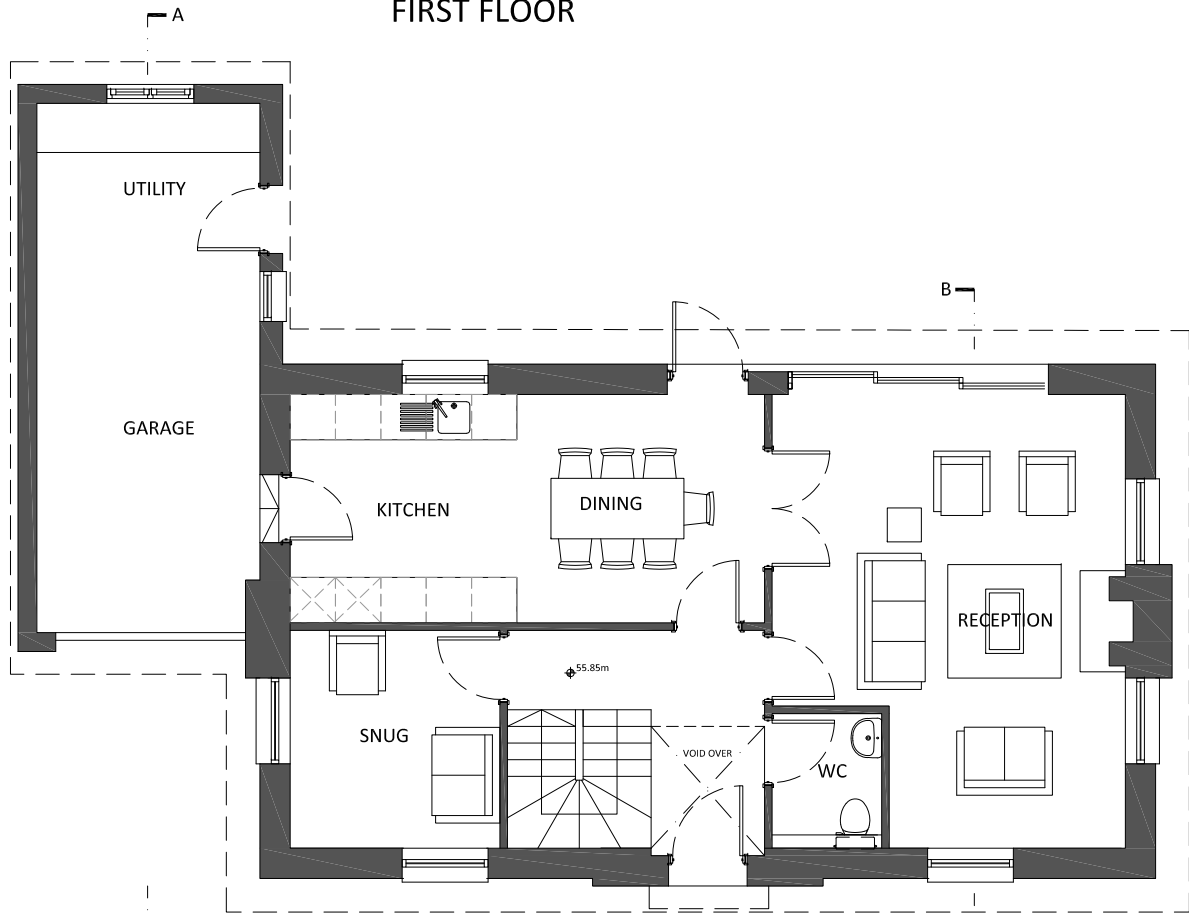 FIRST FLOOR
A
UTILITY
B
GARAGE
KITCHEN
DINING
RECEPTION
55.85m
SNUG
VOID OVER
WC